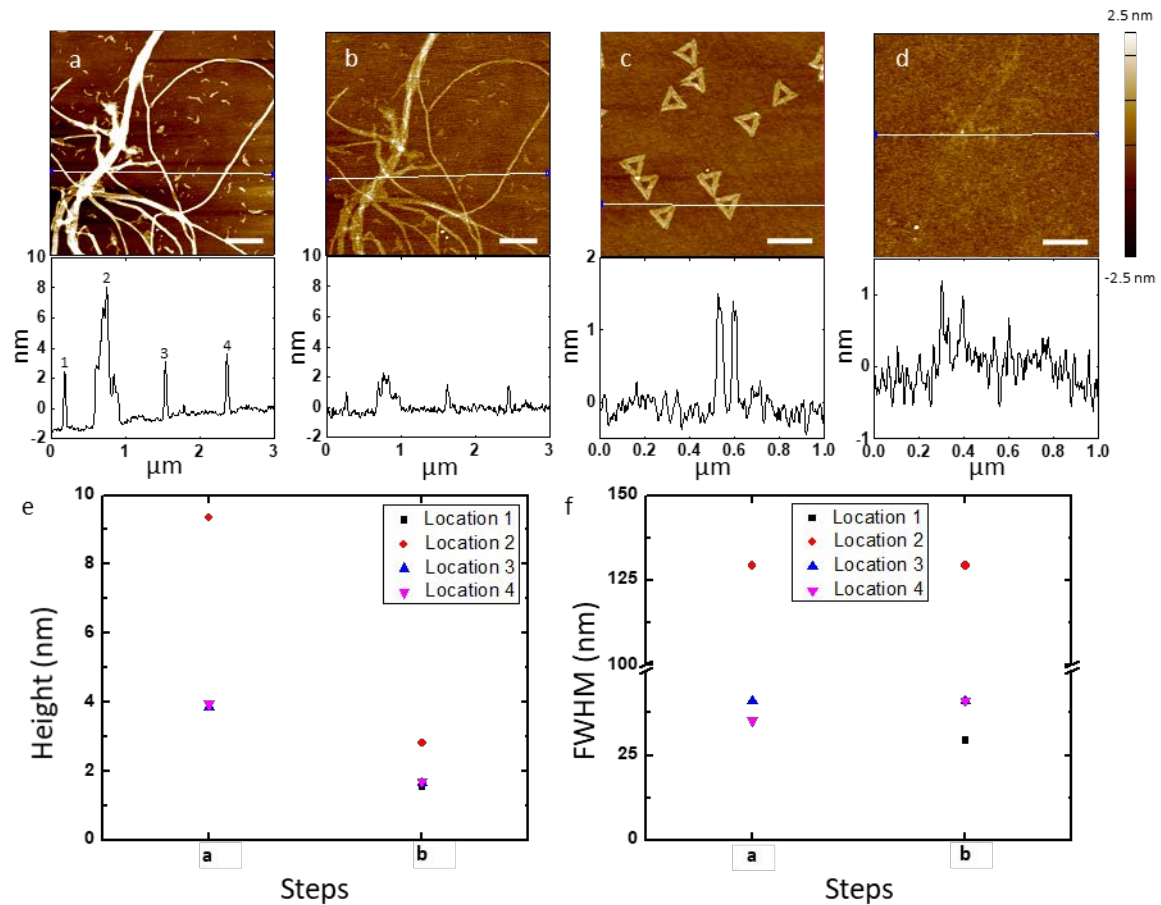 2.5 nm
a
b
c
d
-2.5 nm
10
8
6
4
2
0
-2
nm
1
2
3
4
0
1
2
3
µm
10
8
6
4
2
0
-2
nm
0
1
2
3
µm
2
1
0
nm
0.0 0.2 0.4 0.6 0.8 1.0
µm
1
0
-1
nm
0.0 0.2 0.4 0.6 0.8 1.0
µm
e
10
8
6
4
2
0
Height (nm)
Location 1
Location 2
Location 3
Location 4
a
b
Steps
f
150
125
100
25
0
FWHM (nm)
Location 1
Location 2
Location 3
Location 4
a
b
Steps